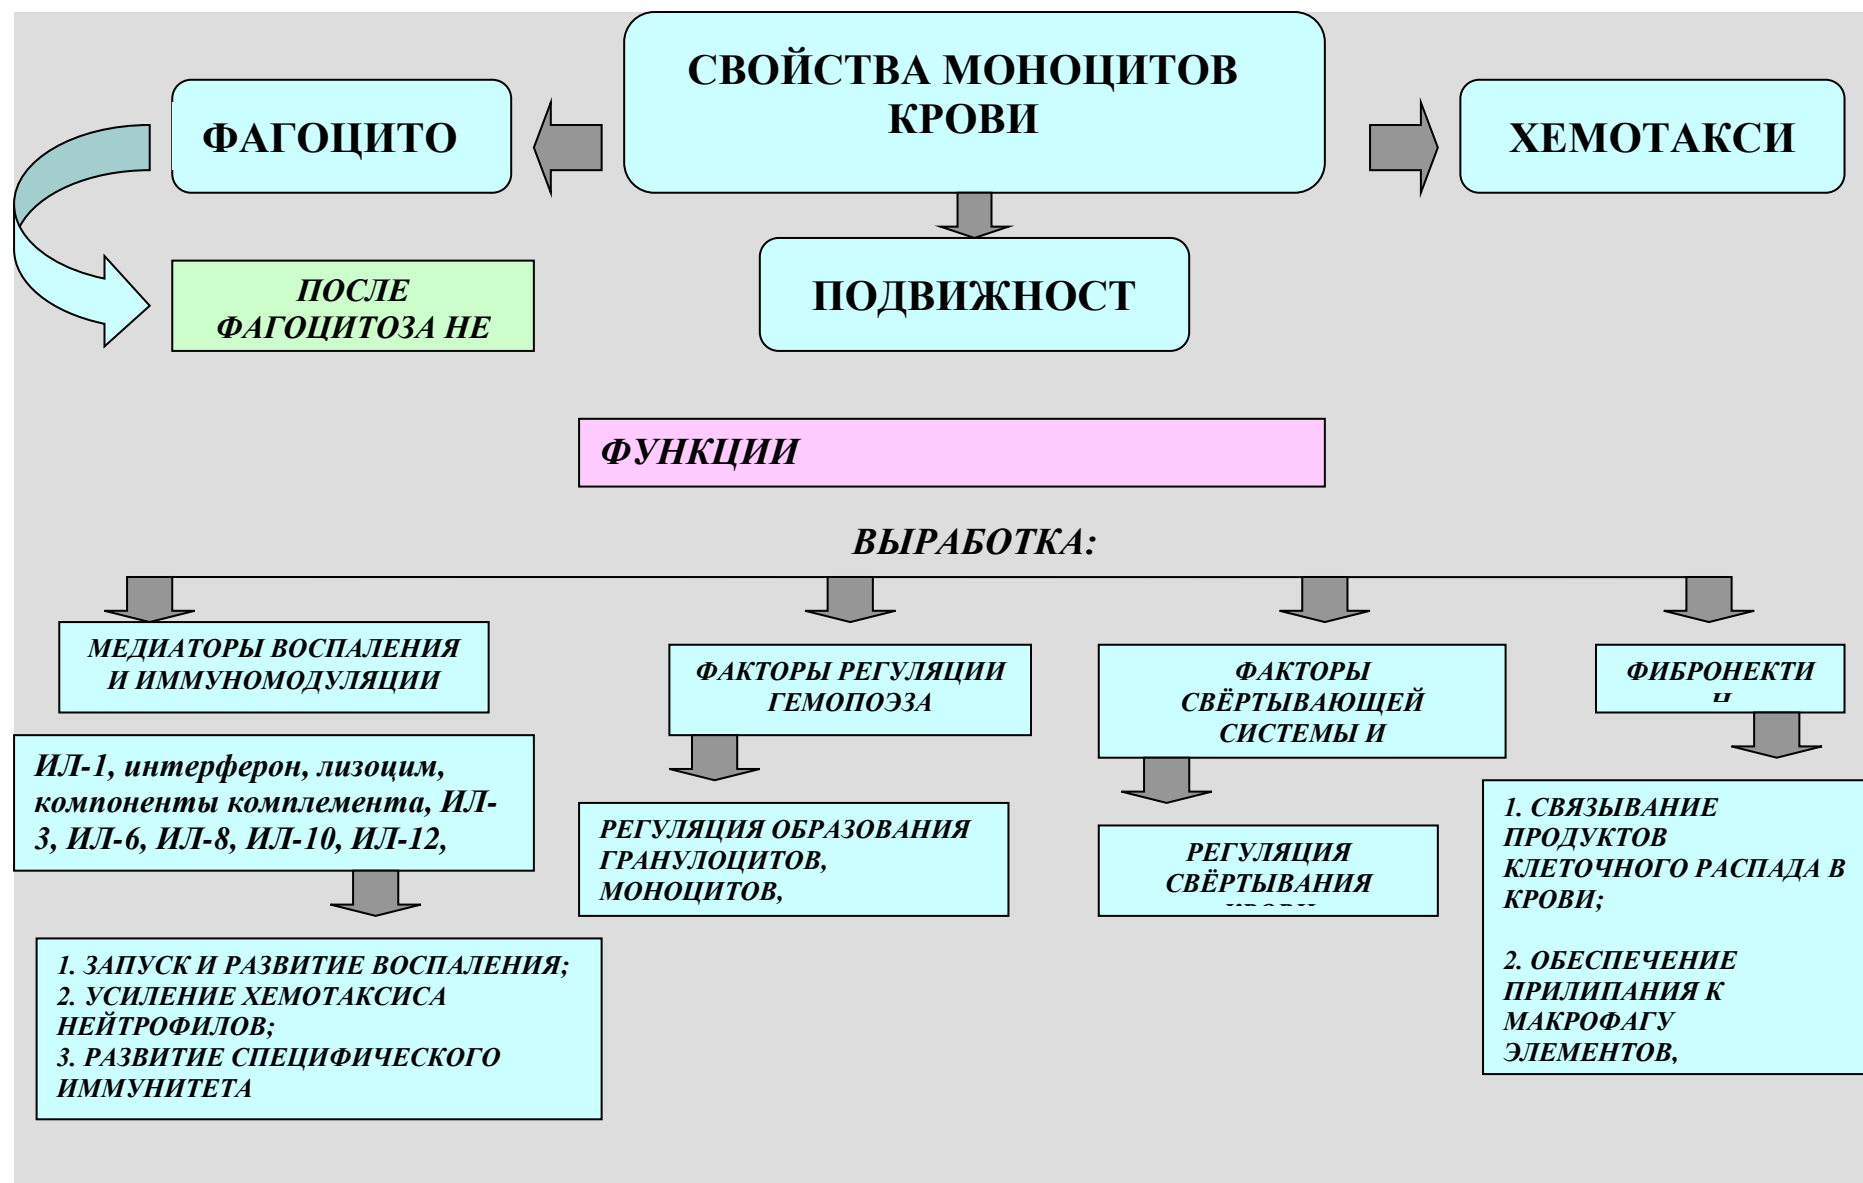 СВОЙСТВА МОНОЦИТОВ
КРОВИ
ФАГОЦИТО
ХЕМОТАКСИ
ПОДВИЖНОСТ
ПОСЛЕ
ФАГОЦИТОЗА НЕ
ФУНКЦИИ
ВЫРАБОТКА:
МЕДИАТОРЫ ВОСПАЛЕНИЯ
И ИММУНОМОДУЛЯЦИИ
ИЛ-1, интерферон, лизоцим,
компоненты комплемента, ИЛ-
3, ИЛ-6, ИЛ-8, ИЛ-10, ИЛ-12,
1. ЗАПУСК И РАЗВИТИЕ ВОСПАЛЕНИЯ;
2. УСИЛЕНИЕ ХЕМОТАКСИСА
НЕЙТРОФИЛОВ;
3. РАЗВИТИЕ СПЕЦИФИЧЕСКОГО
ИММУНИТЕТА
ФАКТОРЫ РЕГУЛЯЦИИ
ГЕМОПОЭЗА
РЕГУЛЯЦИЯ ОБРАЗОВАНИЯ
ГРАНУЛОЦИТОВ,
МОНОЦИТОВ,
ФАКТОРЫ
СВЁРТЫВАЮЩЕЙ
СИСТЕМЫ И
РЕГУЛЯЦИЯ
СВЁРТЫВАНИЯ
ФИБРОНЕКТИ
Н
1. СВЯЗЫВАНИЕ
ПРОДУКТОВ
КЛЕТОЧНОГО РАСПАДА В
КРОВИ;
2. ОБЕСПЕЧЕНИЕ
ПРИЛИПАНИЯ К
МАКРОФАГУ
ЭЛЕМЕНТОВ,